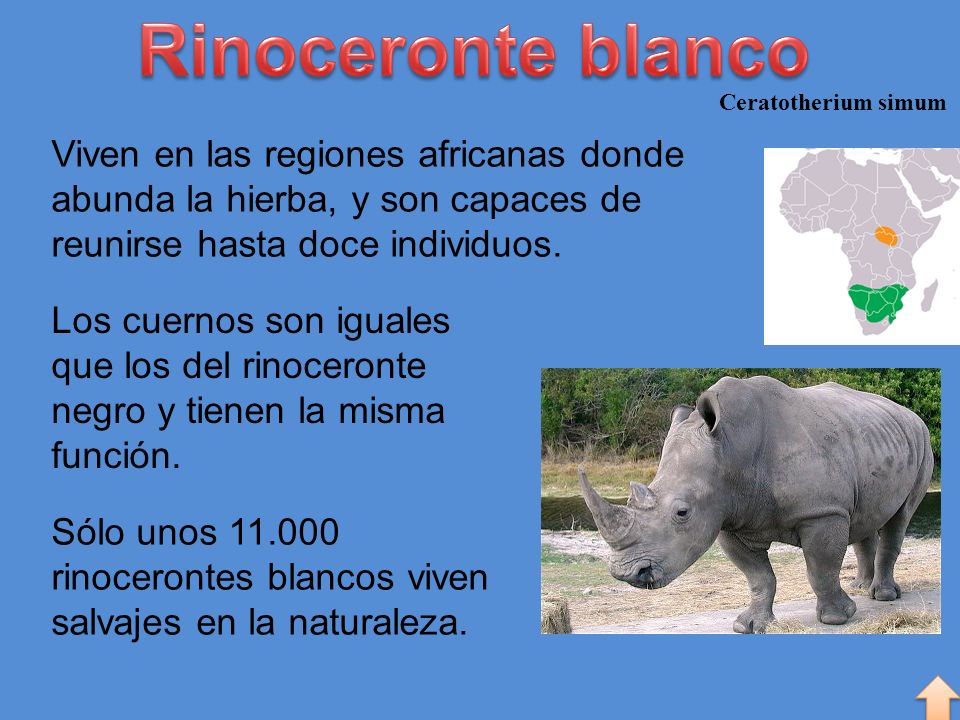 Rinoceronte blanco
Ceratotherium simum
Viven en las regiones africanas donde
abunda la hierba, y son capaces de
reunirse hasta doce individuos.
Los cuernos son iguales
que los del rinoceronte
negro y tienen la misma
función.
Sólo unos 11.000
rinocerontes blancos viven
salvajes en la naturaleza.